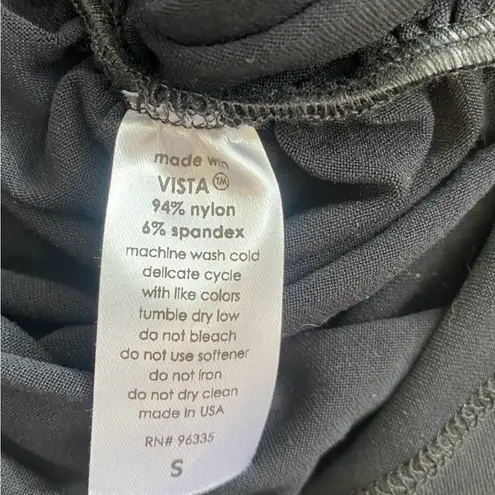 made with
VISTA™
94% nylon
6% spandex
machine wash cold
delicate cycle
with like colors
tumble dry low
do not bleach
do not use softener
do not iron
do not dry clean
made in USA
RN# 96335
S